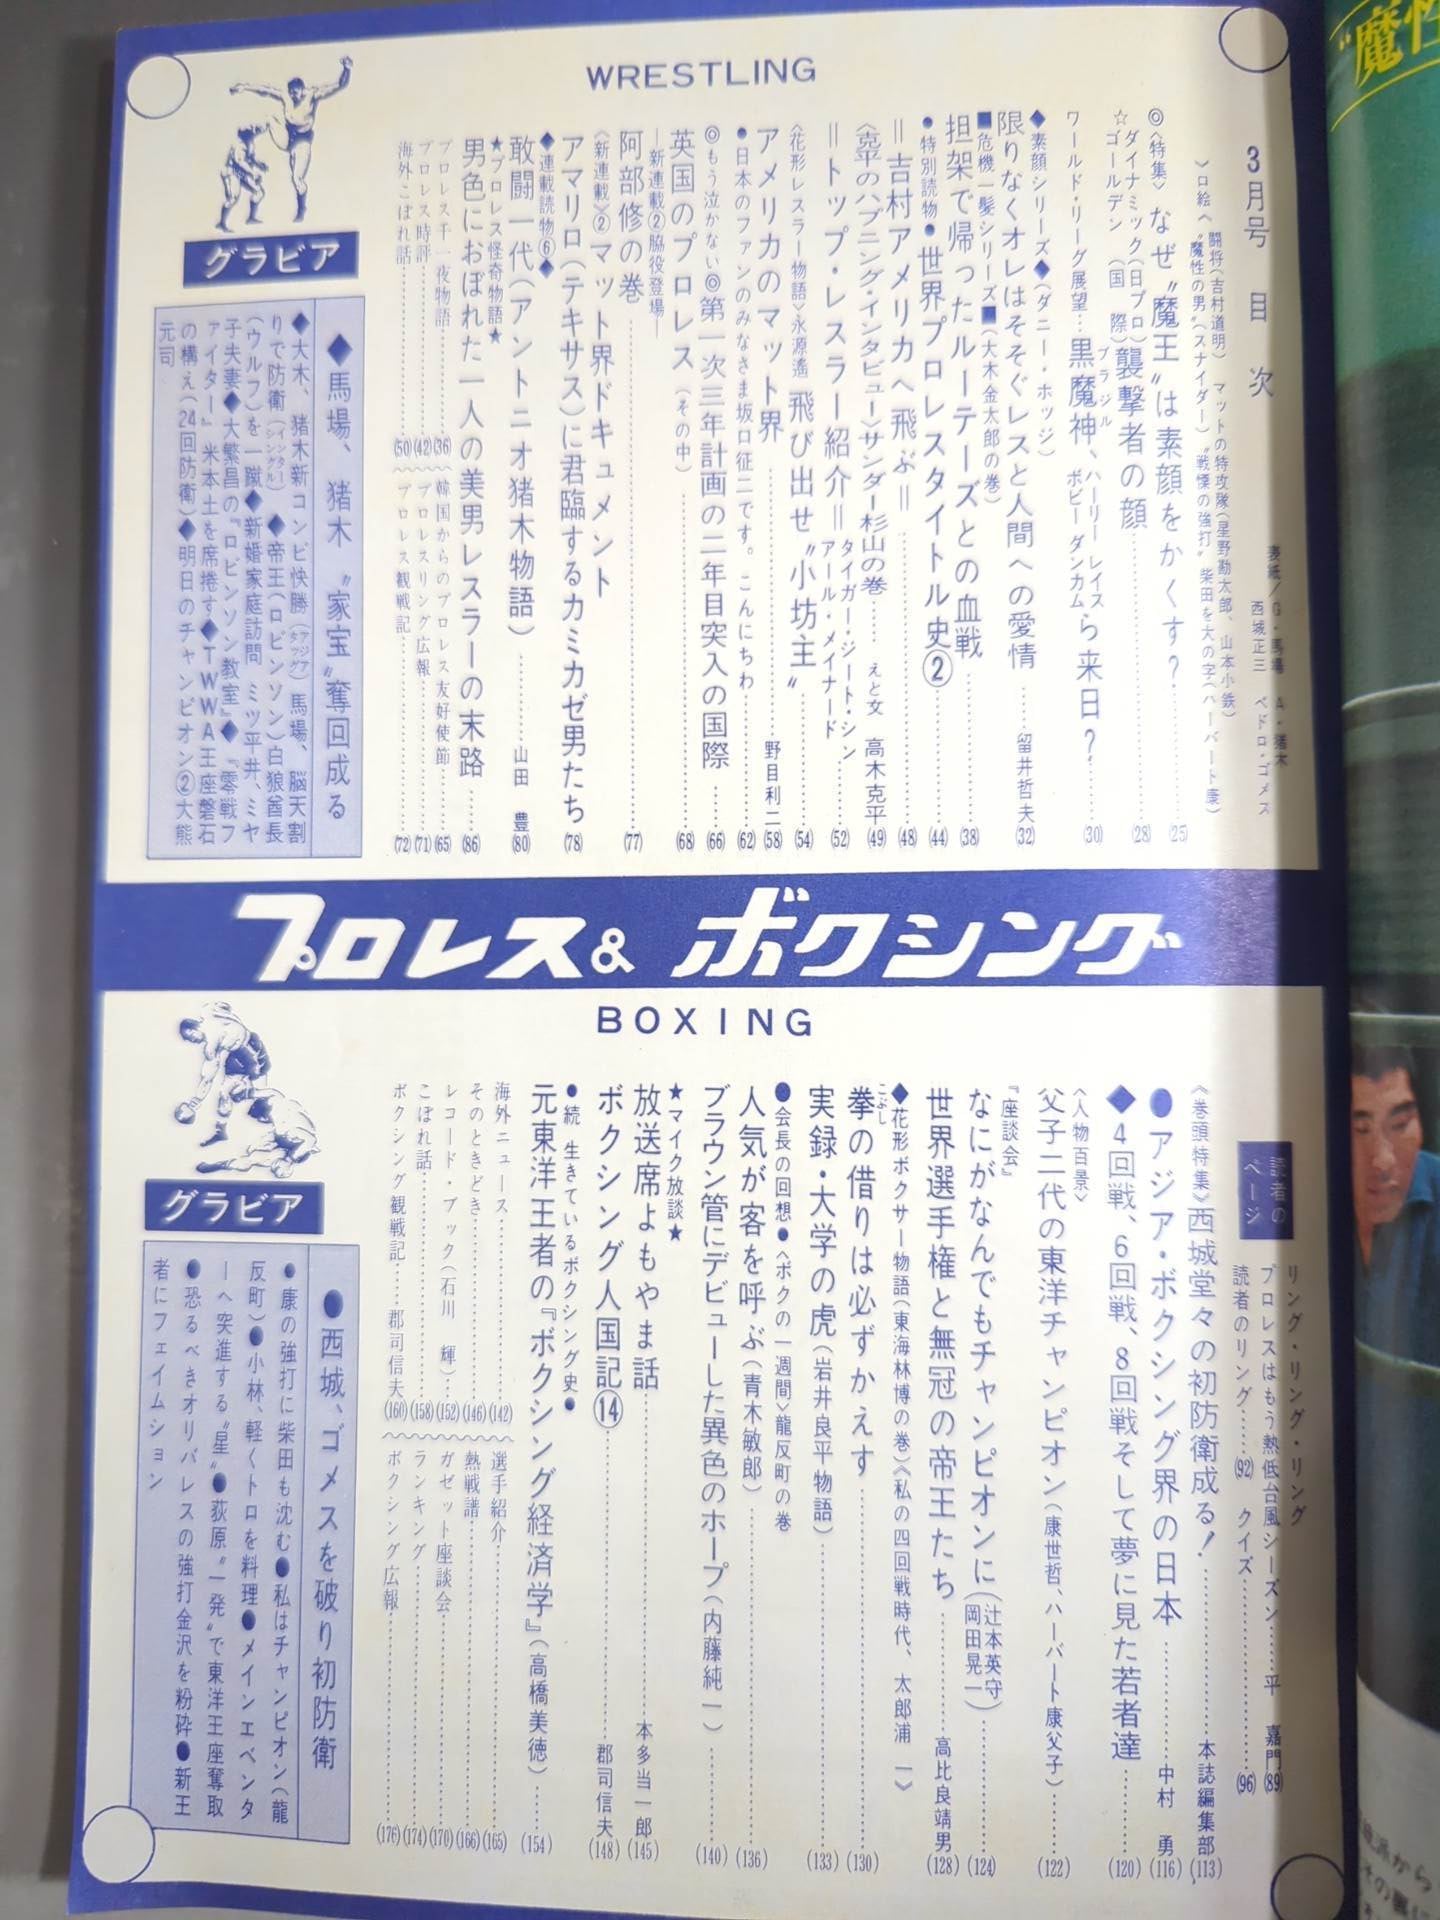 WRESTLING
3月号 目次
表紙/G・馬場 A・猪木
西城正三 ペドロ・ゴメス
〉口絵〈
闘将(吉村道明) マットの特攻隊(星野勘太郎、山本小鉄)
〝魔性の男〟(スナイダー) 〝戦慄の強打〟柴田を大の字(ハーバート康)
◎〈特集〉なぜ〝魔王〟は素顔をかくす?……(25)
☆ダイナミック(日プロ)
ゴールデン(国際) 襲撃者の顔……(28)
ワールド・リーグ展望…黒魔神、ハーリー・レイス
ブラジル
ボビーダンカムら来日?……(30)
◆素顔シリーズ◆(ダニー・ホッジ)
限りなくオレはそそぐレスと人間への愛情……留井哲夫(32)
■危機一髪シリーズ■(大木金太郎の巻)
担架で帰ったルーテーズとの血戦……(38)
●特別読物●世界プロレスタイトル史②……(44)
=吉村アメリカへ飛ぶ=……(48)
〈立平のハプニング・インタビュー〉サンダー杉山の巻……え と 文 高木克平(49)
=トップ・レスラー紹介=タイガー・ジート・シン
アール・メイナード……(52)
〈花形レスラー物語〉永源遙 飛び出せ〝小坊主〟……(54)
アメリカのマット界……野目利二(58)
●日本のファンのみなさま坂口征二です。こんにちわ……(62)
◎もう泣かない◎第一次三年計画の二年目突入の国際……(66)
英国のプロレス(その中)……(68)
―新連載②脇役登場―
阿部修の巻……(77)
〈新連載〉②マット界ドキュメント
アマリロ(テキサス)に君臨するカミカゼ男たち……(78)
◆連載読物⑥◆
敢闘一代(アントニオ猪木物語)……山田 豊(80)
★プロレス怪奇物語★
男色におぼれた一人の美男レスラーの末路……(86)
プロレス千一夜物語……(36)
プロレス時評……(42)
海外こぼれ話……(50)
韓国からのプロレス友好使節……(65)
プロレスリング広報……(71)
プロレス観戦記……(72)
グラビア
◆馬場、猪木〝家宝〟奪回成る
◆大木、猪木新コンビ快勝(アジアタッグ)馬場、脳天割
りで防衛(インターシングル)◆帝王(ロビンソン)白狼酋長
(ウルフ)を一蹴◆新婚家庭訪問 ミツ平井、ミヤ
子夫妻◆大繁昌の『ロビンソン教室』◆『零戦フ
ァイター』米本土を席捲す◆TWWA王座磐石
の構え(24回防衛)◆明日のチャンピオン②大熊
元司
プロレス&ボクシング
BOXING
読者のページ
リング・リング・リング
プロレスはもう熱低台風シーズン……平 嘉門(89)
読者のリング……(92) クイズ……(96)
《巻頭特集》西城堂々の初防衛成る!……本誌編集部(113)
●アジア・ボクシング界の日本……中村 勇(116)
◆4回戦、6回戦、8回戦そして夢に見た若者達……(120)
〈人物百景〉
父子二代の東洋チャンピオン(康世哲、ハーバート康父子)……(122)
『座談会』
なにがなんでもチャンピオンに(辻本英守
岡田晃一)……(124)
世界選手権と無冠の帝王たち……高比良靖男(128)
◆花形ボクサー物語(東海林博の巻)《私の四回戦時代、太郎浦 一》
こぶし
拳の借りは必ずかえす……(130)
実録・大学の虎(岩井良平物語)……(133)
●会長の回想●〈ボクの一週間〉龍反町の巻
人気が客を呼ぶ(青木敏郎)……(136)
ブラウン管にデビューした異色のホープ(内藤純一)……(140)
★マイク放談★
放送席よもやま話……本多当一郎(145)
ボクシング人国記⑭……郡司信夫(148)
●続 生きているボクシング史●
元東洋王者の『ボクシング経済学』(高橋美徳)……(154)
海外ニュース……(142)
そのときどき……(146)
レコード・ブック(石川 輝)……(152)
こぼれ話……(158)
ボクシング観戦記……郡司信夫(160)
選手紹介……(165)
熱戦譜……(166)
ガゼット座談会……(170)
ランキング……(174)
ボクシング広報……(176)
グラビア
●西城、ゴメスを破り初防衛
●康の強打に柴田も沈む●私はチャンピオン(龍
反町)●小林、軽くトロを料理●メインエベンタ
ーへ突進する〝星〟●荻原〝一発〟で東洋王座奪取
●恐るべきオリバレスの強打金沢を粉砕●新王
者にフェイムション
〝魔性